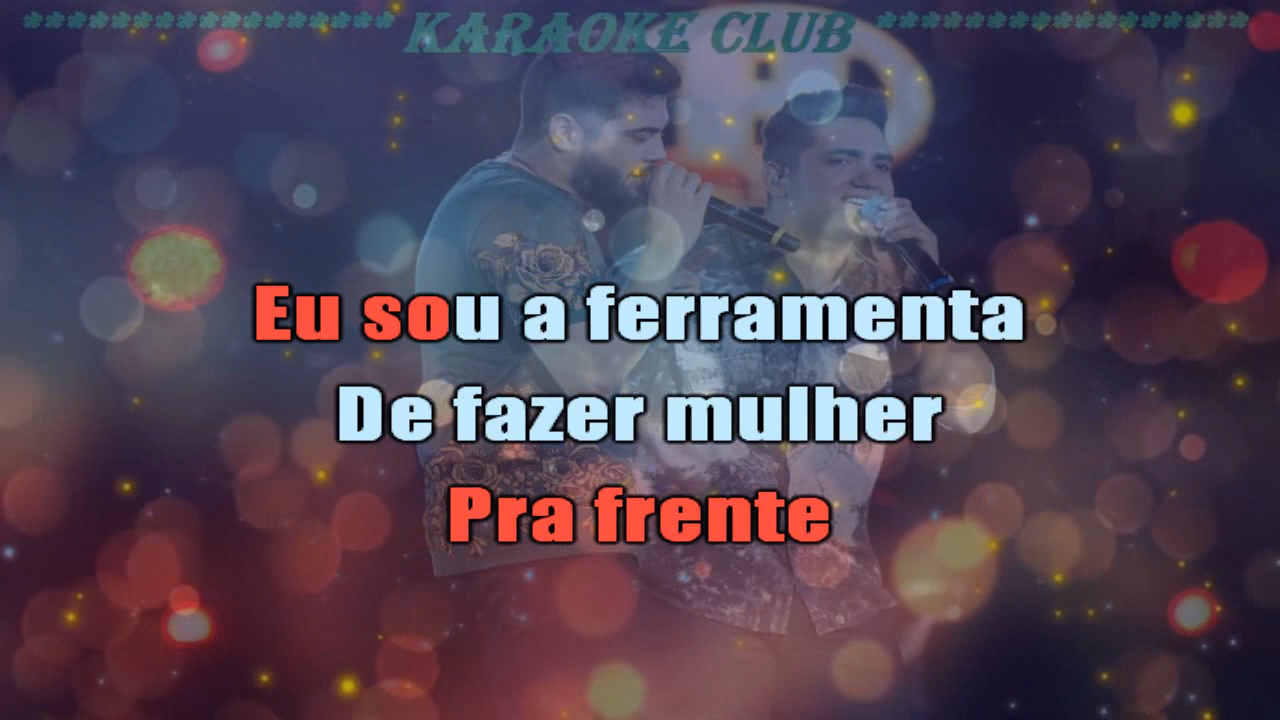 KARAOKE CLUB
Eu sou a ferramenta
De fazer mulher
Pra frente